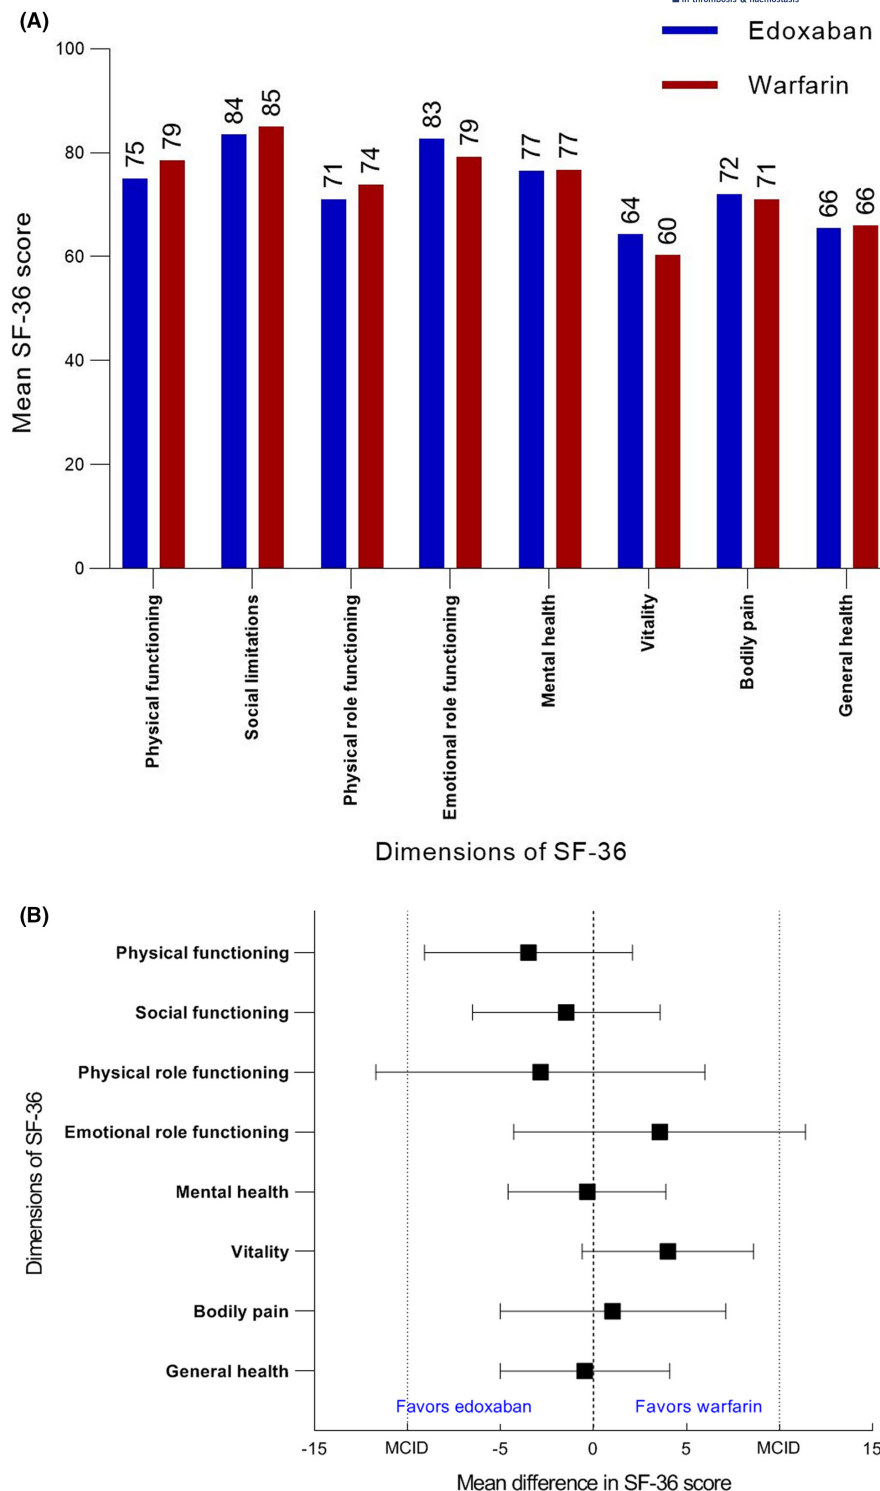 in thrombosis & haemostasis
(A)
Edoxaban
Warfarin
Mean SF-36 score
100
80
60
40
20
0
75 79 84 85 71 74 83 79 77 77 64 60 72 71 66 66
Physical functioning
Social limitations
Physical role functioning
Emotional role functioning
Mental health
Vitality
Bodily pain
General health
Dimensions of SF-36
(B)
Dimensions of SF-36
Physical functioning
Social functioning
Physical role functioning
Emotional role functioning
Mental health
Vitality
Bodily pain
General health
Favors edoxaban Favors warfarin
-15 MCID -5 0 5 MCID 15
Mean difference in SF-36 score